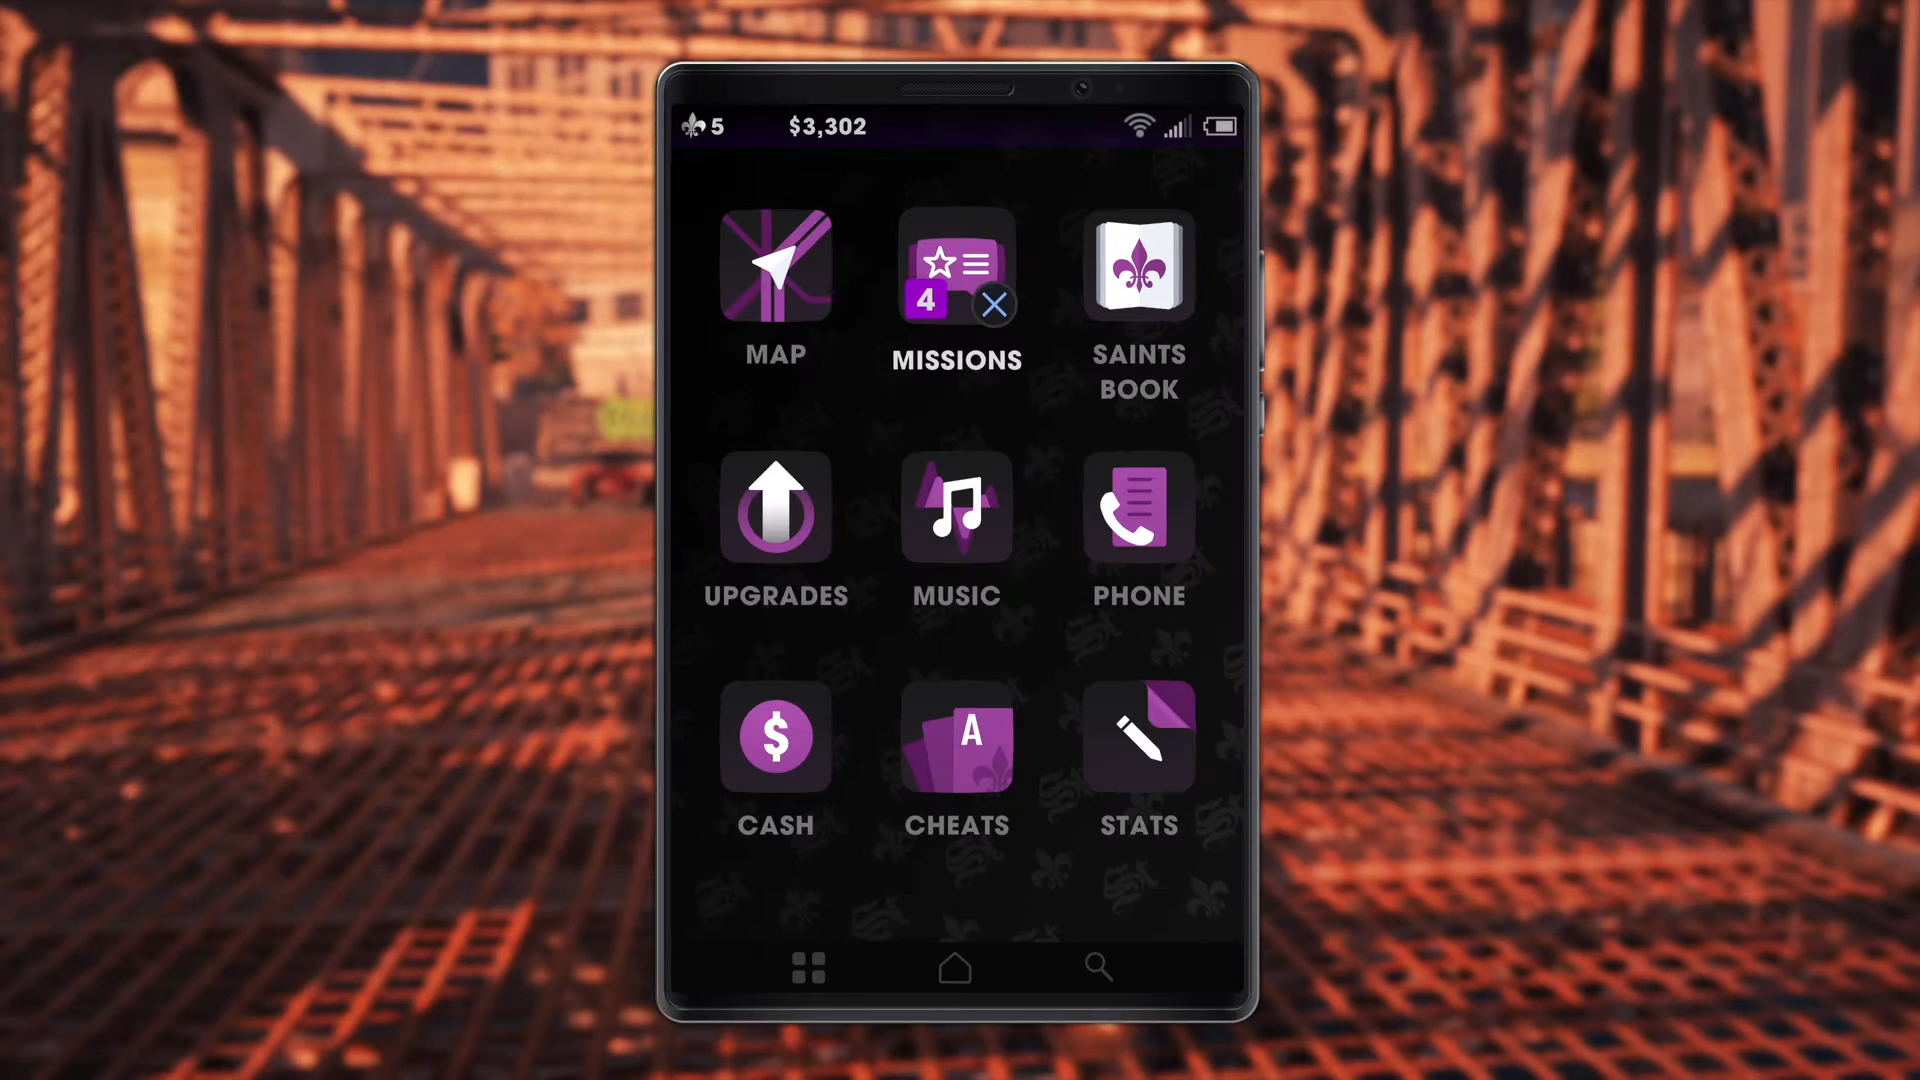 5 $3,302
MAP
4
MISSIONS
SAINTS
BOOK
UPGRADES
MUSIC
PHONE
$
A
CASH
CHEATS
STATS